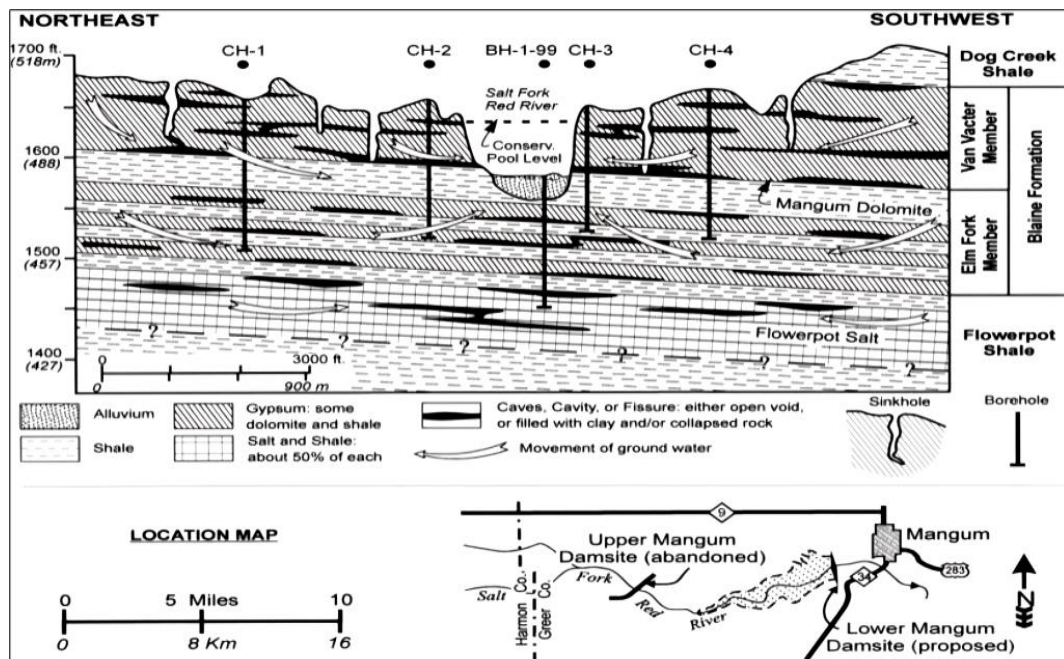 NORTHEAST
SOUTHWEST
CH-1
CH-2
BH-1-99
CH-3
CH-4
1700 ft.
(518m)
1600
(488)
1500
(457)
1400
(427)
Salt Fork
Red River
Conserv.
Pool Level
Mangum Dolomite
Flowerpot Salt
? ? ? ? ? ?
Dog Creek
Shale
Van Vacter
Member
Elm Fork
Member
Blaine Formation
Flowerpot
Shale
0 3000 ft.
0 900 m
Alluvium
Shale
Gypsum: some
dolomite and shale
Salt and Shale:
about 50% of each
Caves, Cavity, or Fissure: either open void,
or filled with clay and/or collapsed rock
Movement of ground water
Sinkhole
Borehole
LOCATION MAP
0 5 Miles 10
0 8 Km 16
9
Mangum
283
34
Upper Mangum
Damsite (abandoned)
Salt Fork Red River
Harmon Co.
Greer Co.
N
Lower Mangum
Damsite (proposed)